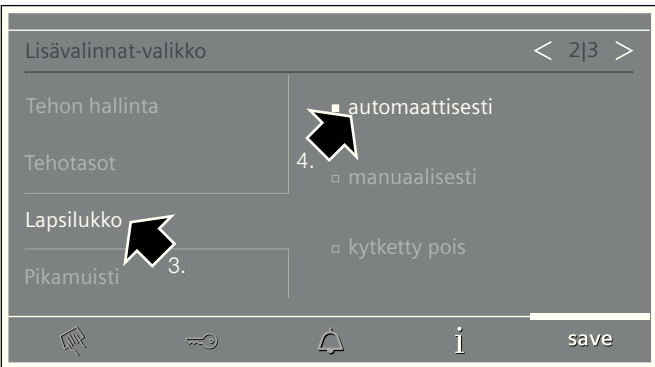 Lisävalinnat-valikko < 2|3 >
Tehon hallinta
automaattisesti
4.
Tehotasot
manuaalisesti
Lapsilukko
3.
kytketty pois
Pikamuisti
i
save